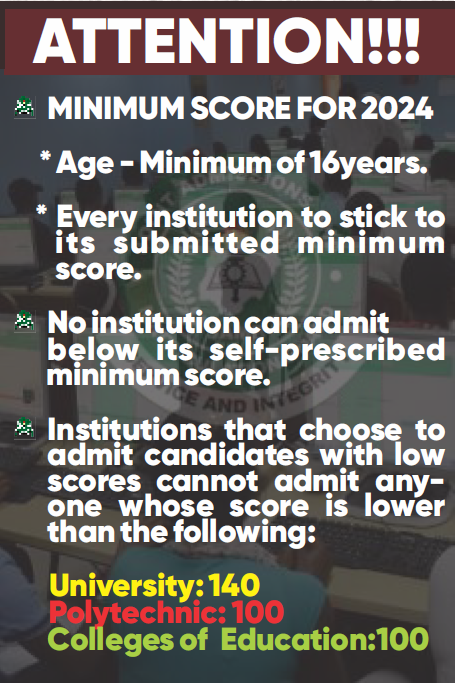 ATTENTION!!!
MINIMUM SCORE FOR 2024
* Age - Minimum of 16years.
* Every institution to stick to
its submitted minimum
score.
No institution can admit
below its self-prescribed
minimum score.
Institutions that choose to
admit candidates with low
scores cannot admit any-
one whose score is lower
than the following:
University: 140
Polytechnic: 100
Colleges of Education:100